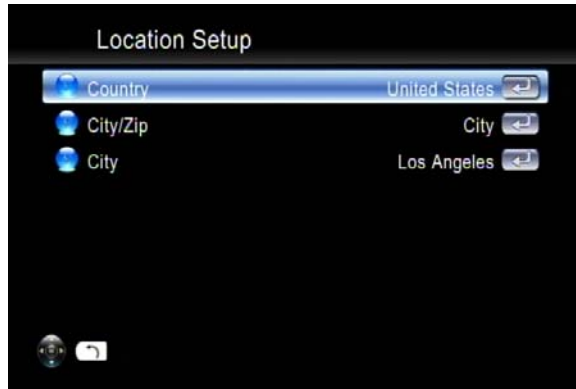 Location Setup
Country United States
City/Zip City
City Los Angeles